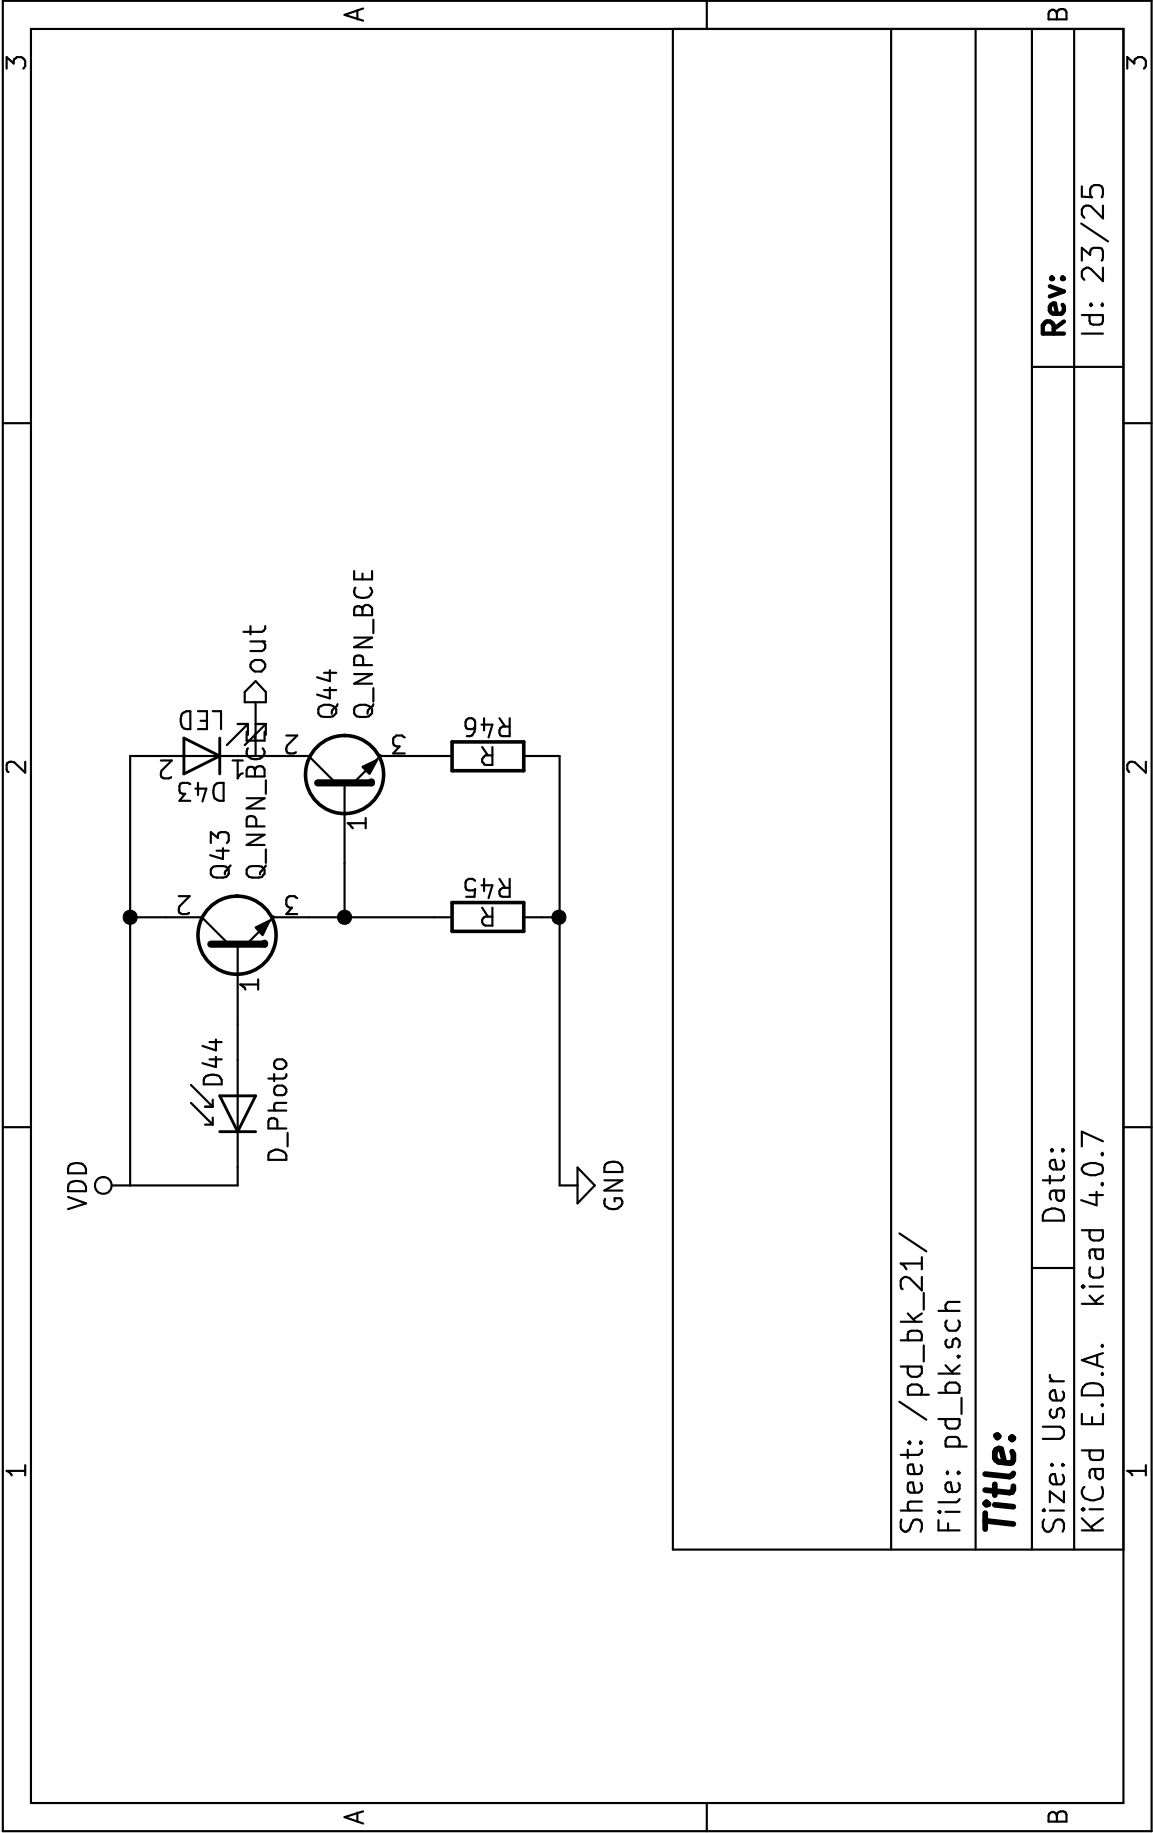 1
2
3
A
A
VDD
D44
D_Photo
2
3
1
Q43
Q_NPN_BCE
2
1
D43
LED
out
2
3
1
Q44
Q_NPN_BCE
R45
R
R46
R
GND
Sheet: /pd_bk_21/
File: pd_bk.sch
Title:
Size: User
Date:
Rev:
KiCad E.D.A. kicad 4.0.7
Id: 23/25
B
B
1
2
3